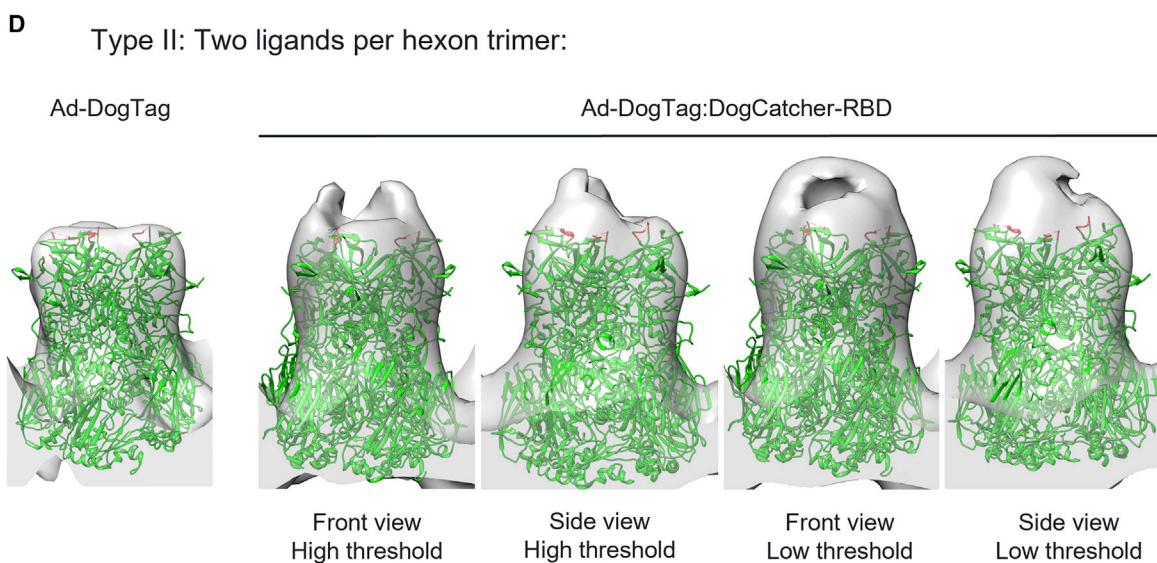 D
Type II: Two ligands per hexon trimer:
Ad-DogTag
Ad-DogTag:DogCatcher-RBD
Front view
High threshold
Side view
High threshold
Front view
Low threshold
Side view
Low threshold